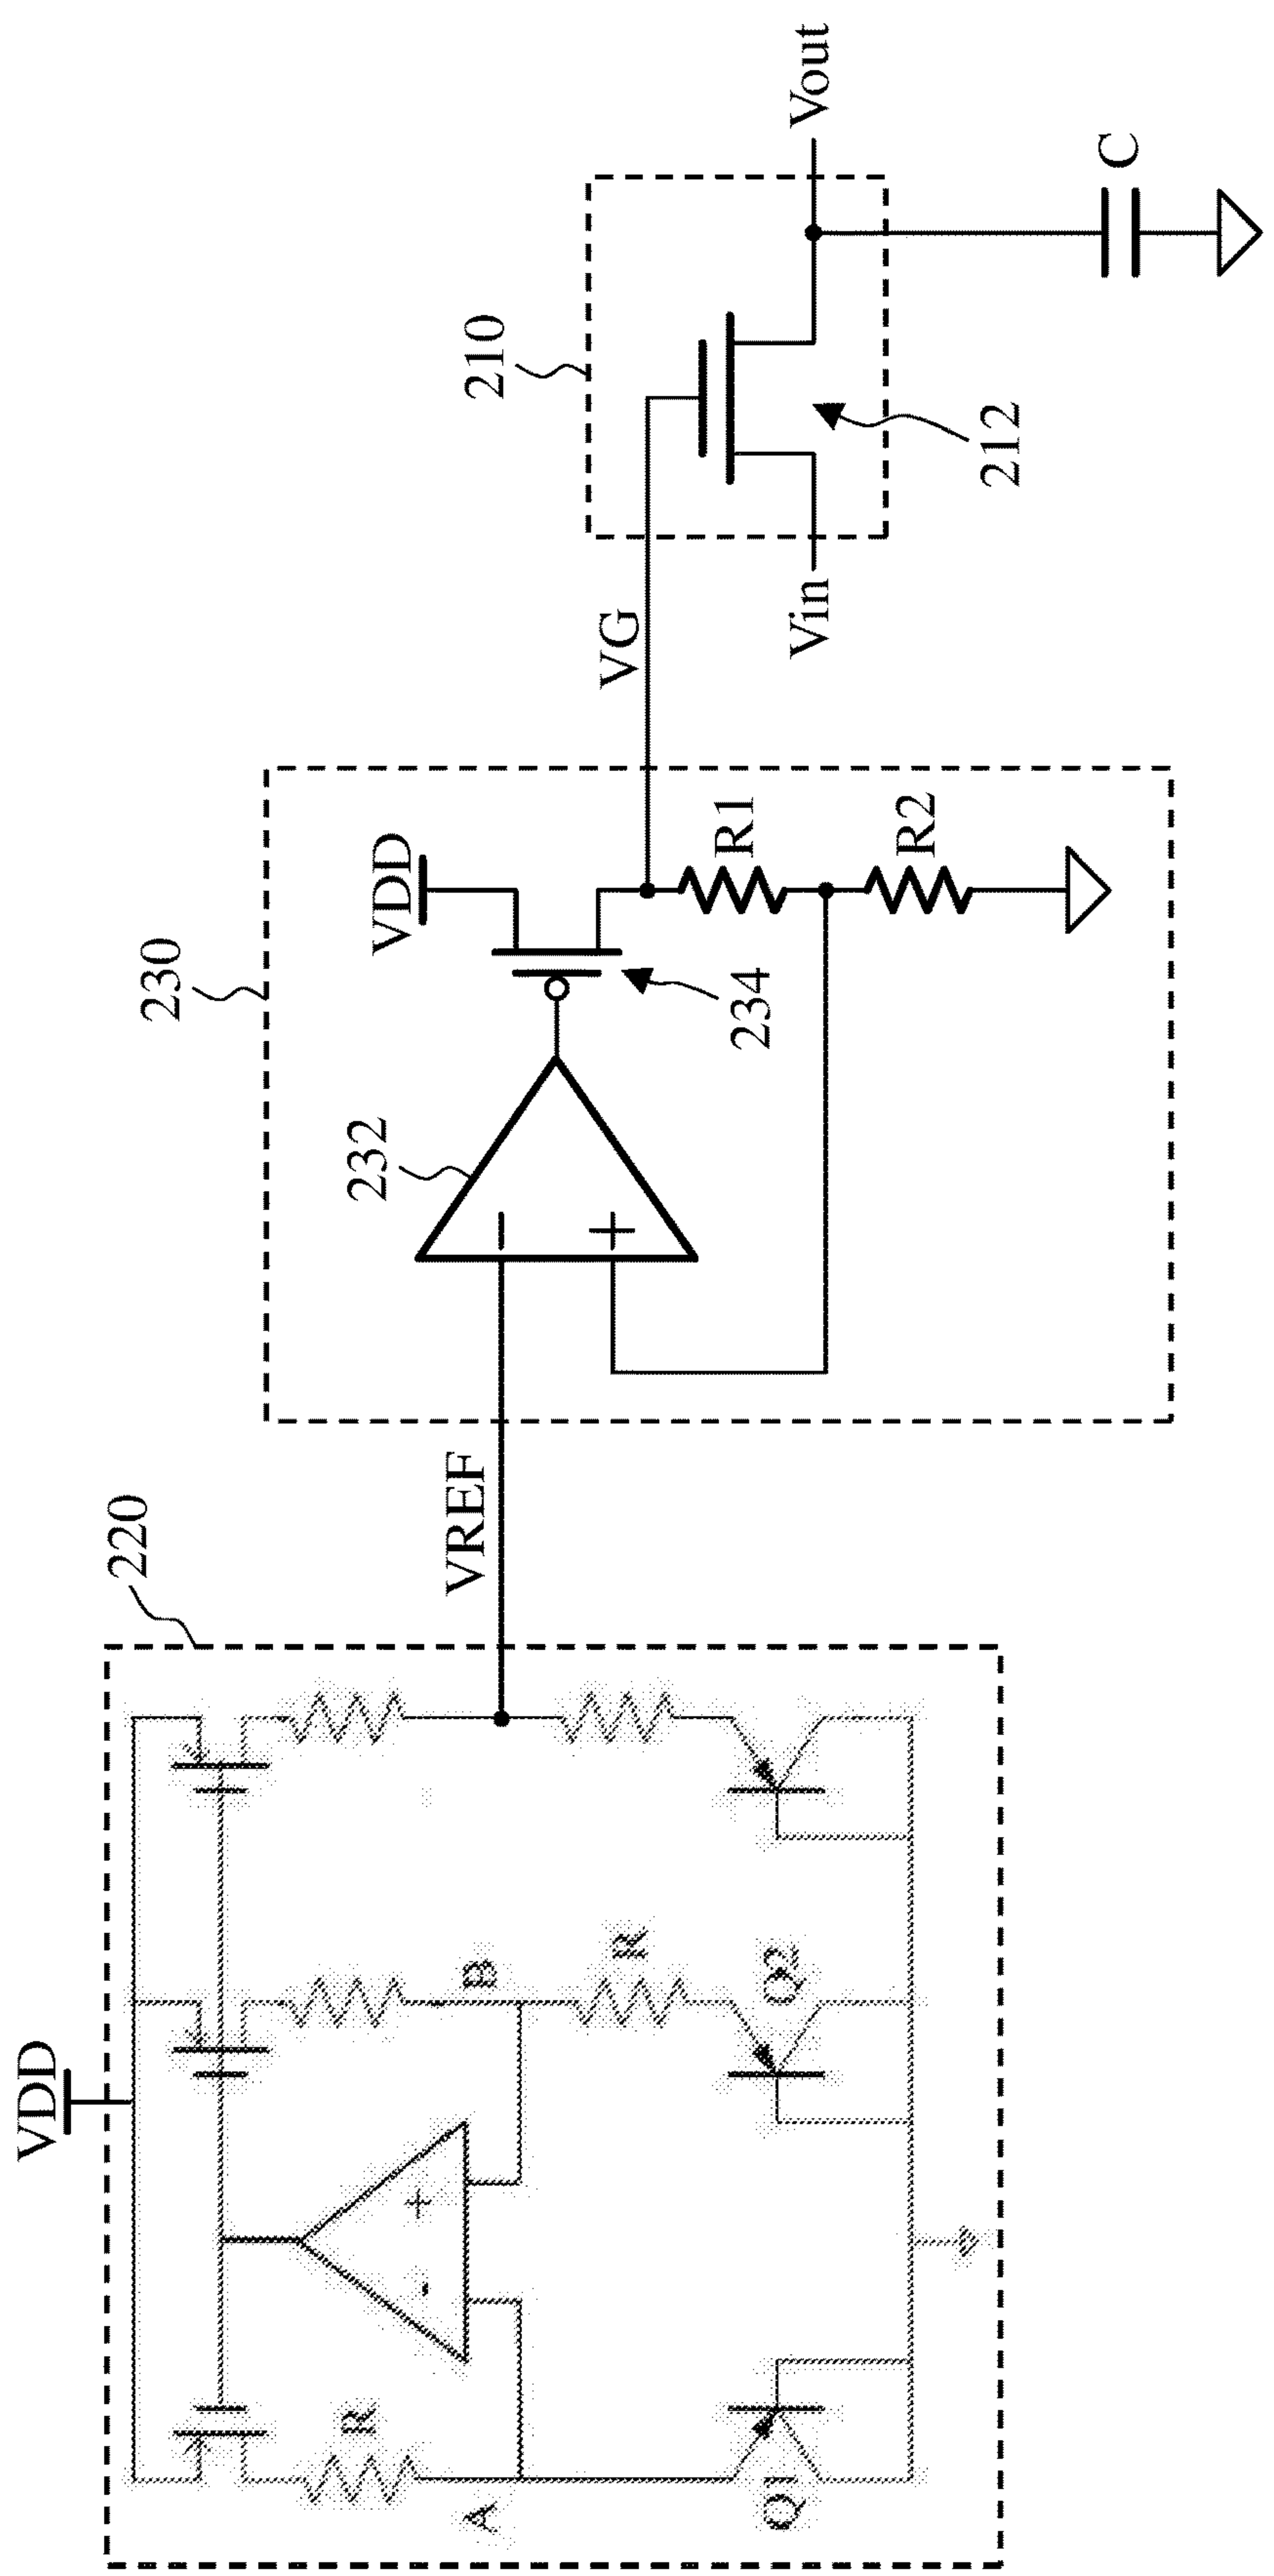 VDD
220
R
A
-
+
B
R
Q1
Q2
VREF
230
232
-
+
VDD
234
R1
R2
VG
210
Vin
212
Vout
C